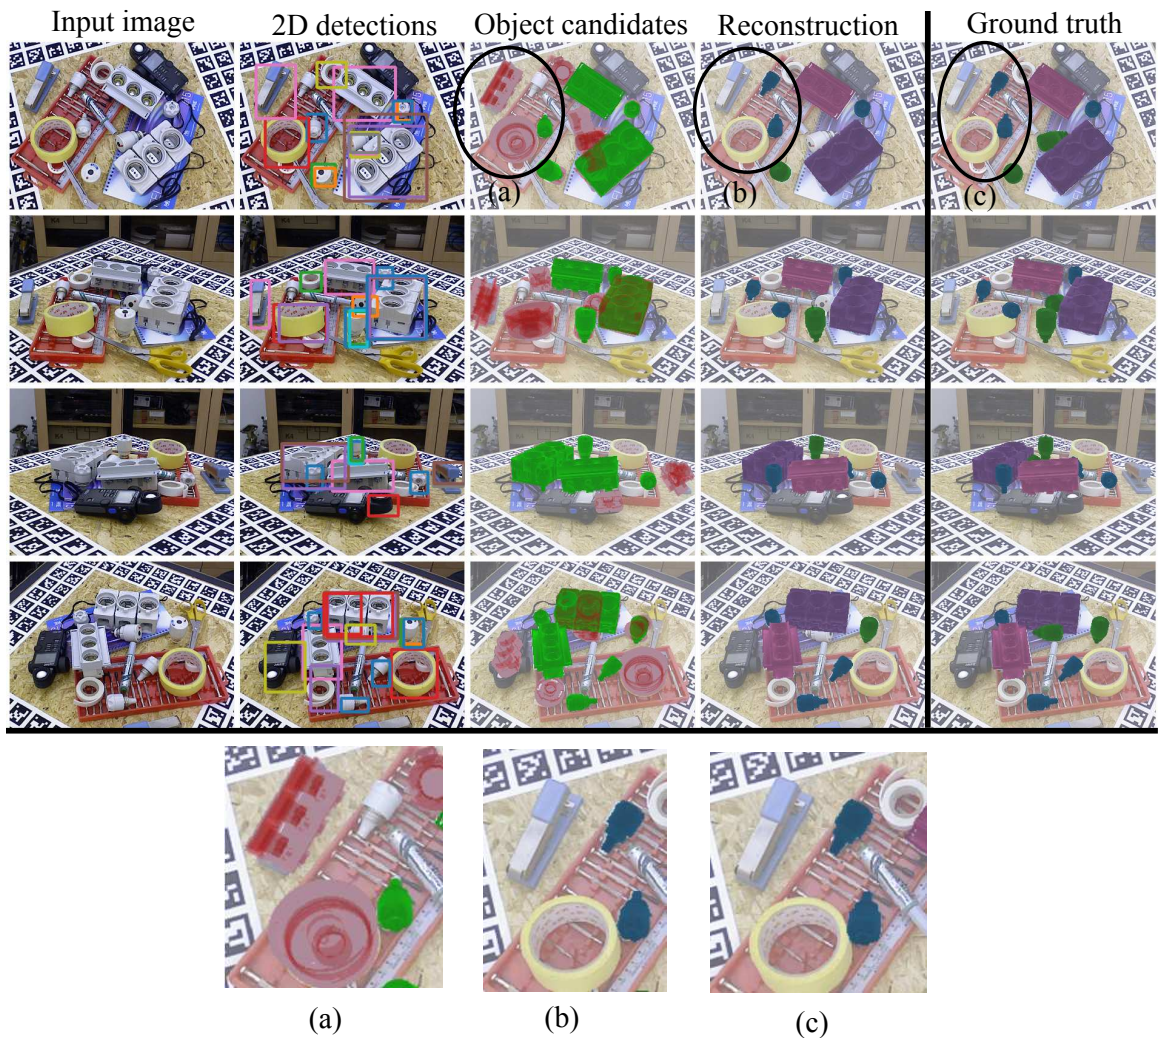 Input image
2D detections
Object candidates
Reconstruction
Ground truth
(a)
(b)
(c)
(a)
(b)
(c)